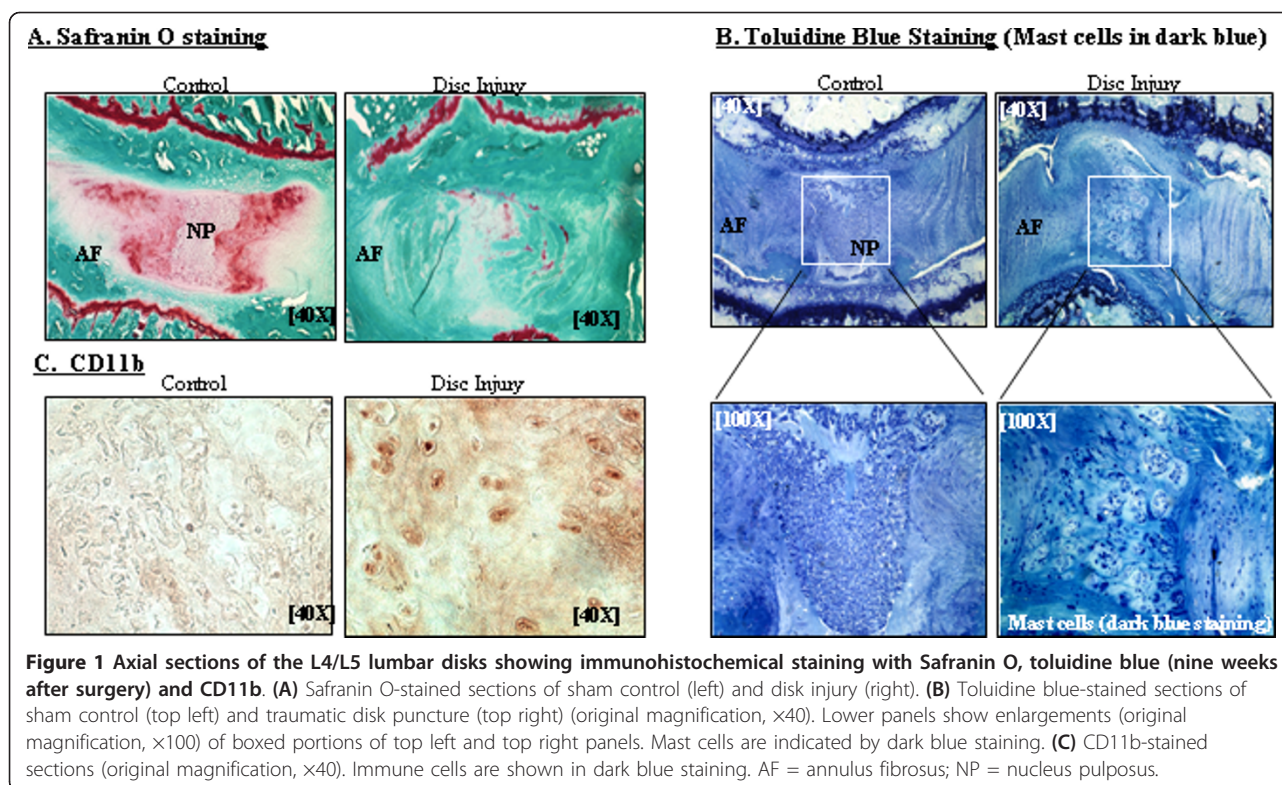 A. Safranin O staining
Control
Disc Injury
NP
AF
[40X]
AF
[40X]
B. Toluidine Blue Staining (Mast cells in dark blue)
Control
Disc Injury
[40X]
AF
NP
[40X]
AF
[100X]
[100X]
Mast cells (dark blue staining)
C. CD11b
Control
Disc Injury
[40X]
[40X]
Figure 1 Axial sections of the L4/L5 lumbar disks showing immunohistochemical staining with Safranin O, toluidine blue (nine weeks
after surgery) and CD11b. (A) Safranin O-stained sections of sham control (left) and disk injury (right). (B) Toluidine blue-stained sections of
sham control (top left) and traumatic disk puncture (top right) (original magnification, ×40). Lower panels show enlargements (original
magnification, ×100) of boxed portions of top left and top right panels. Mast cells are indicated by dark blue staining. (C) CD11b-stained
sections (original magnification, ×40). Immune cells are shown in dark blue staining. AF = annulus fibrosus; NP = nucleus pulposus.